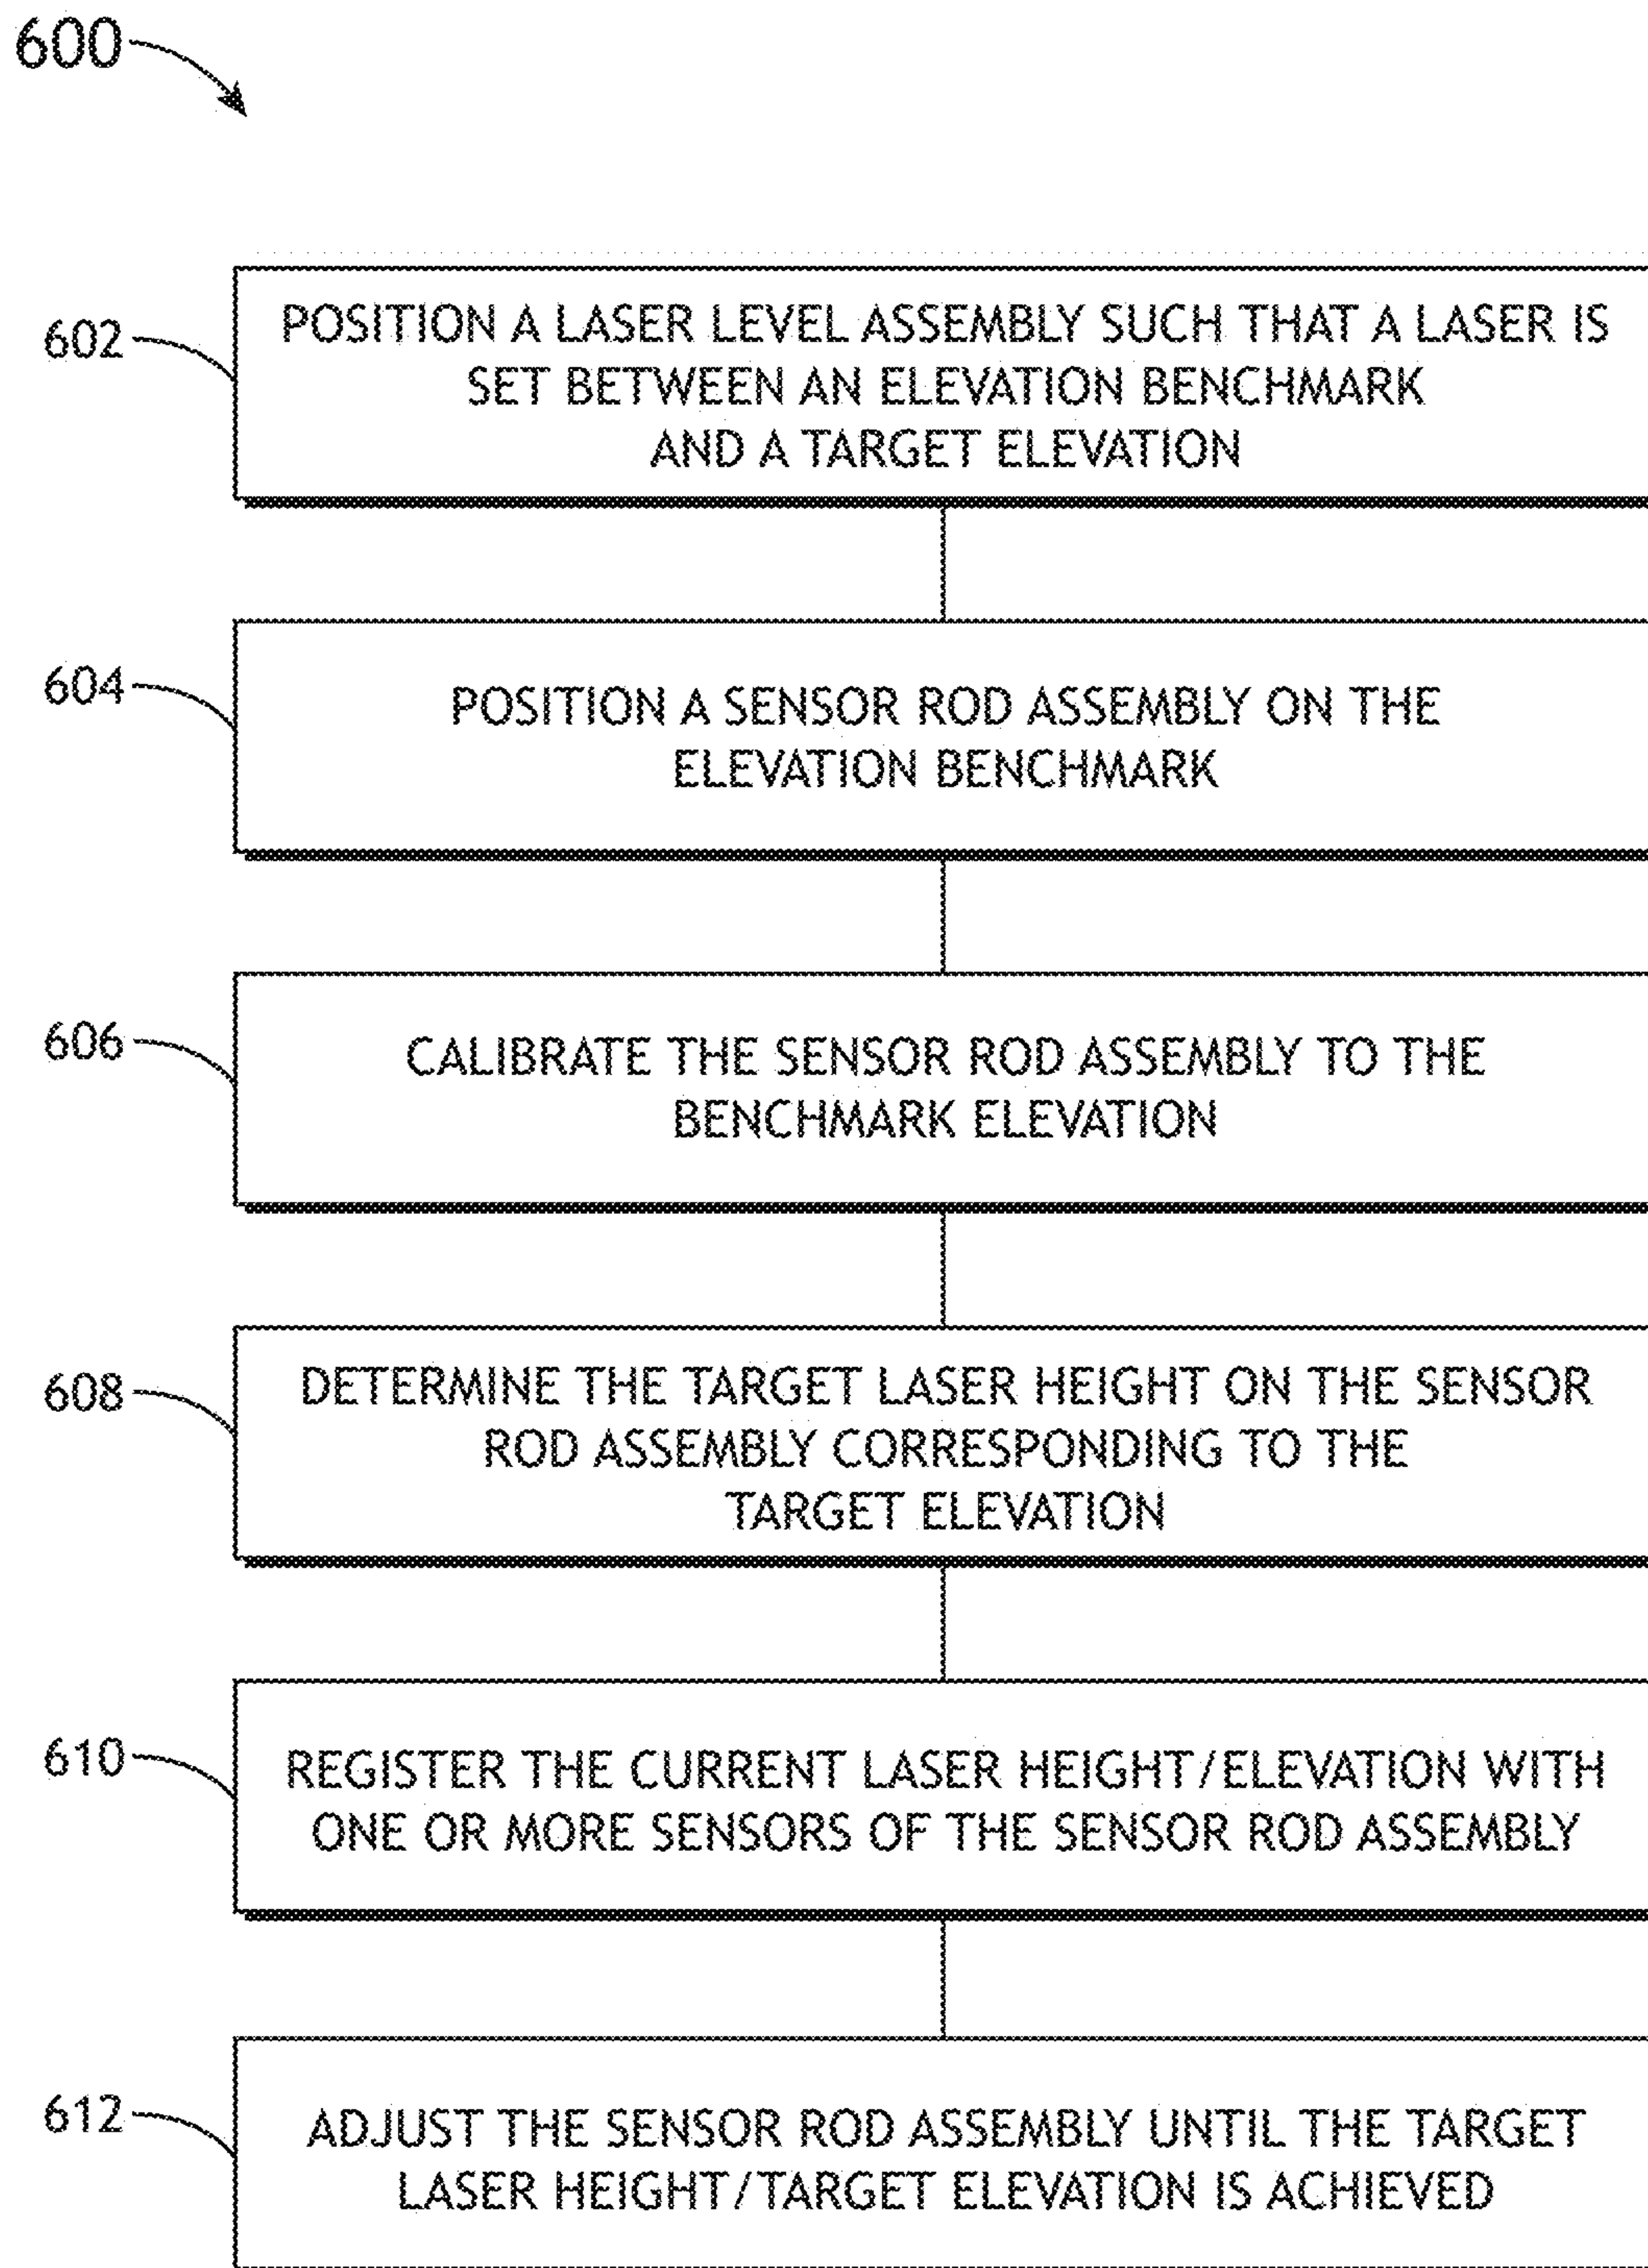 600
602
POSITION A LASER LEVEL ASSEMBLY SUCH THAT A LASER IS
SET BETWEEN AN ELEVATION BENCHMARK
AND A TARGET ELEVATION
604
POSITION A SENSOR ROD ASSEMBLY ON THE
ELEVATION BENCHMARK
606
CALIBRATE THE SENSOR ROD ASSEMBLY TO THE
BENCHMARK ELEVATION
608
DETERMINE THE TARGET LASER HEIGHT ON THE SENSOR
ROD ASSEMBLY CORRESPONDING TO THE
TARGET ELEVATION
610
REGISTER THE CURRENT LASER HEIGHT/ELEVATION WITH
ONE OR MORE SENSORS OF THE SENSOR ROD ASSEMBLY
612
ADJUST THE SENSOR ROD ASSEMBLY UNTIL THE TARGET
LASER HEIGHT/TARGET ELEVATION IS ACHIEVED